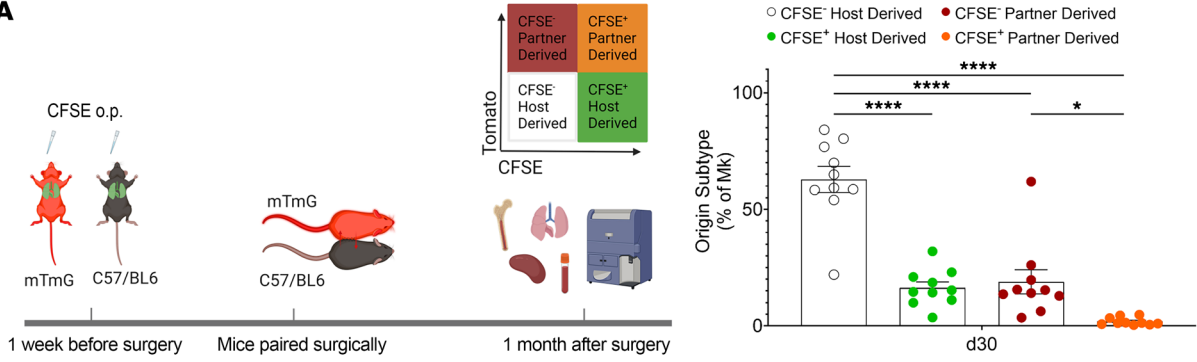 A
CFSE o.p.
mTmG
C57/BL6
mTmG
C57/BL6
1 week before surgery
Mice paired surgically
1 month after surgery
Tomato
CFSE⁻
Partner
Derived
CFSE⁺
Partner
Derived
CFSE⁻
Host
Derived
CFSE⁺
Host
Derived
CFSE
CFSE⁻ Host Derived
CFSE⁻ Partner Derived
CFSE⁺ Host Derived
CFSE⁺ Partner Derived
Origin Subtype
(% of Mk)
100
50
0
****
****
****
*
d30